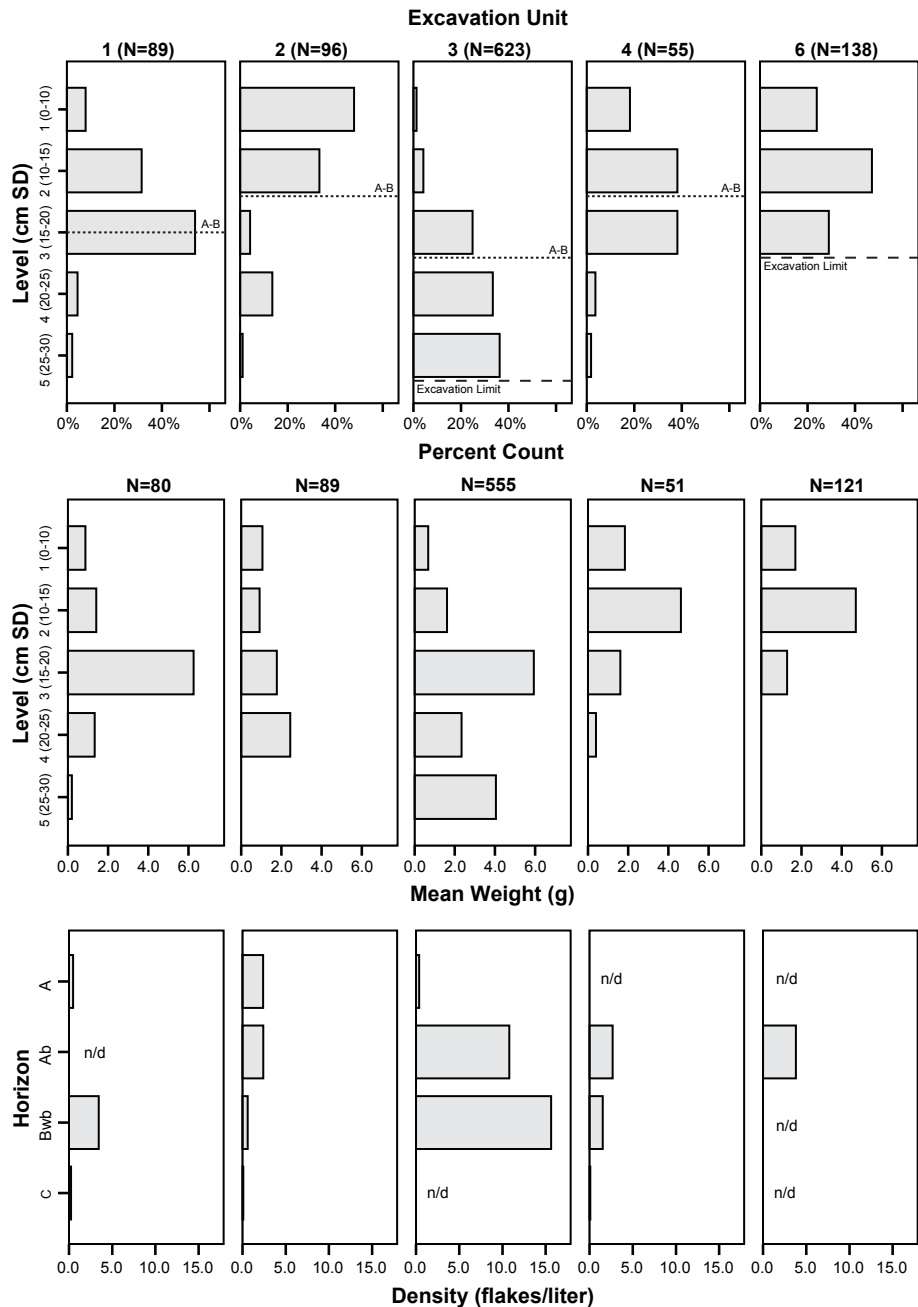 Excavation Unit
1 (N=89) 2 (N=96) 3 (N=623) 4 (N=55) 6 (N=138)
Level (cm SD)
1 (0-10)
2 (10-15)
3 (15-20)
4 (20-25)
5 (25-30)
A-B
A-B
A-B
Excavation Limit
A-B
Excavation Limit
0% 20% 40% 0% 20% 40% 0% 20% 40% 0% 20% 40% 0% 20% 40%
Percent Count
N=80 N=89 N=555 N=51 N=121
Level (cm SD)
1 (0-10)
2 (10-15)
3 (15-20)
4 (20-25)
5 (25-30)
0.0 2.0 4.0 6.0 0.0 2.0 4.0 6.0 0.0 2.0 4.0 6.0 0.0 2.0 4.0 6.0 0.0 2.0 4.0 6.0
Mean Weight (g)
Horizon
A
Ab
Bwb
C
n/d
n/d
n/d
n/d
n/d
n/d
0.0 5.0 10.0 15.0 0.0 5.0 10.0 15.0 0.0 5.0 10.0 15.0 0.0 5.0 10.0 15.0 0.0 5.0 10.0 15.0
Density (flakes/liter)